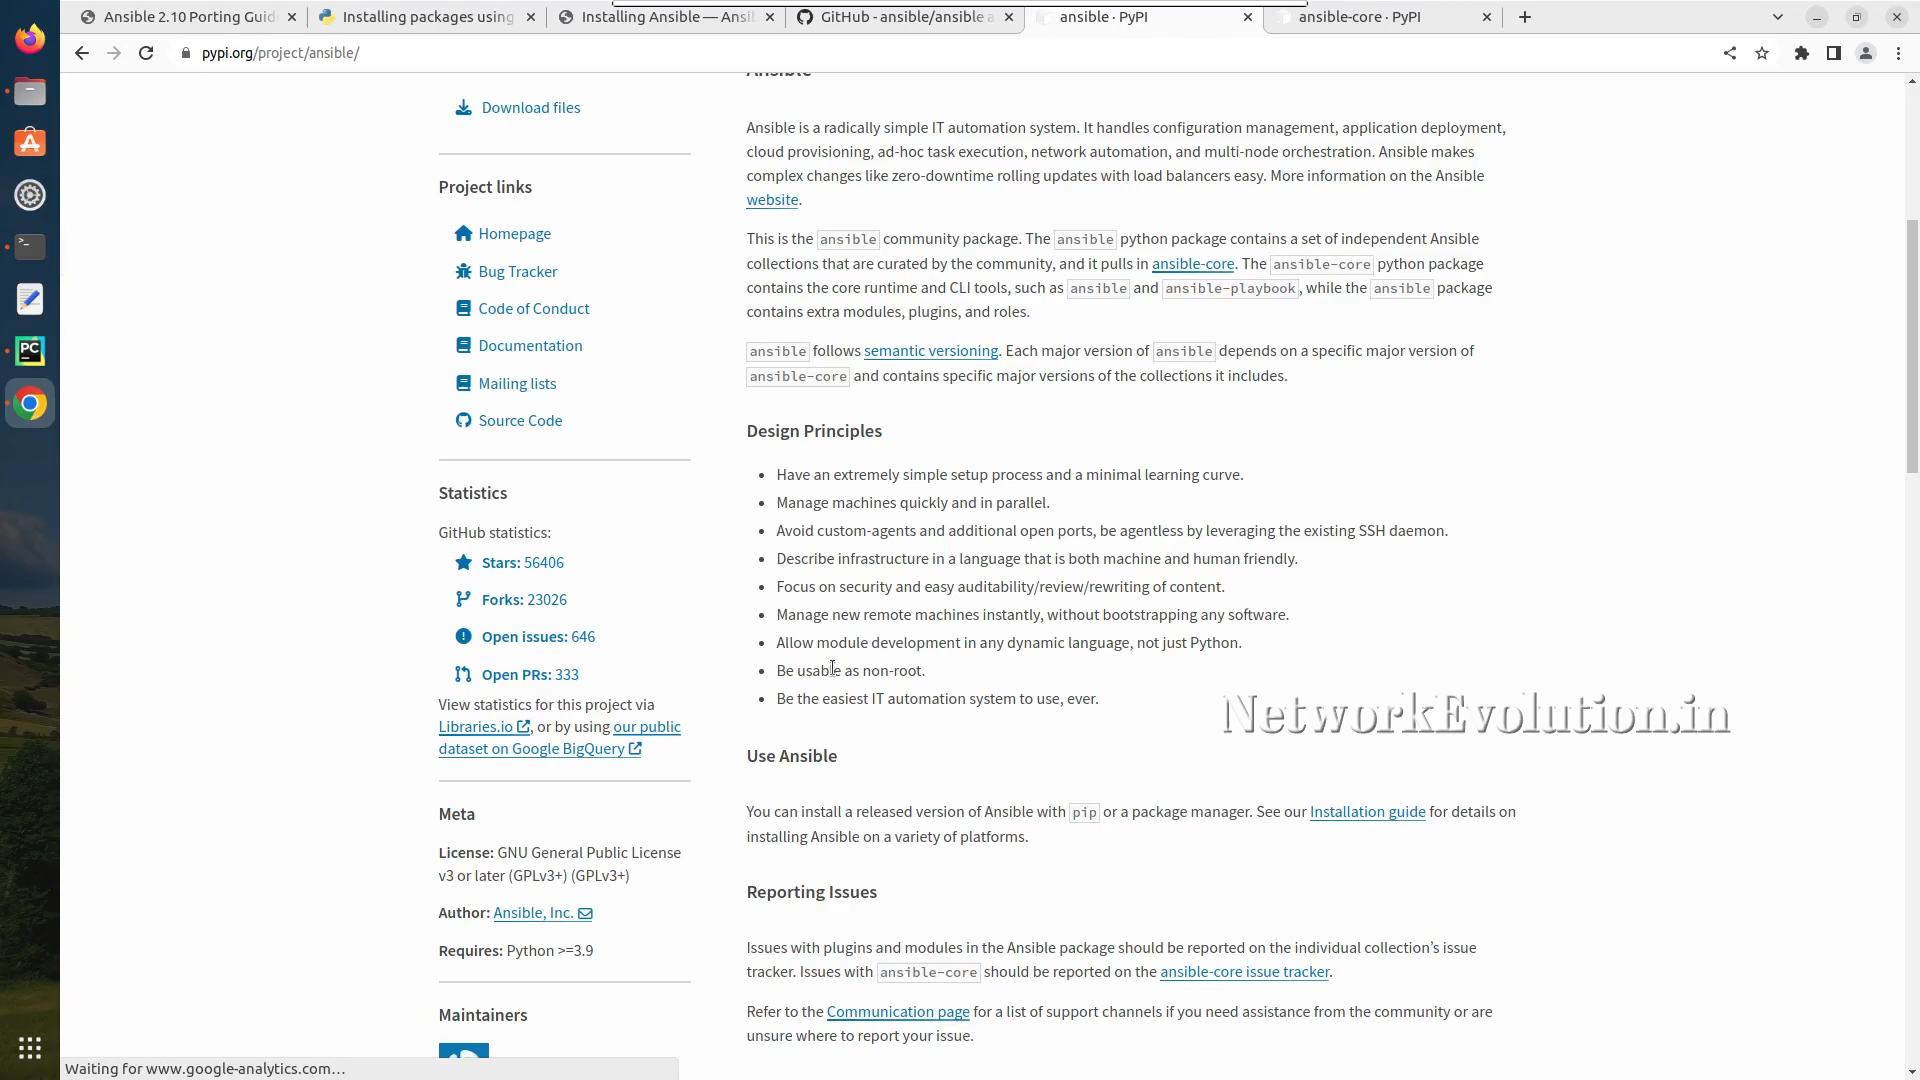 Ansible 2.10 Porting Guid
Installing packages using
Installing Ansible — Ansi
GitHub - ansible/ansible a
ansible · PyPI
ansible-core · PyPI
pypi.org/project/ansible/
Ansible
Download files
Project links
Homepage
Bug Tracker
Code of Conduct
Documentation
Mailing lists
Source Code
Statistics
GitHub statistics:
Stars: 56406
Forks: 23026
Open issues: 646
Open PRs: 333
View statistics for this project via
Libraries.io, or by using our public
dataset on Google BigQuery
Meta
License: GNU General Public License
v3 or later (GPLv3+) (GPLv3+)
Author: Ansible, Inc.
Requires: Python >=3.9
Maintainers
Ansible is a radically simple IT automation system. It handles configuration management, application deployment,
cloud provisioning, ad-hoc task execution, network automation, and multi-node orchestration. Ansible makes
complex changes like zero-downtime rolling updates with load balancers easy. More information on the Ansible
website.
This is the ansible community package. The ansible python package contains a set of independent Ansible
collections that are curated by the community, and it pulls in ansible-core. The ansible-core python package
contains the core runtime and CLI tools, such as ansible and ansible-playbook, while the ansible package
contains extra modules, plugins, and roles.
ansible follows semantic versioning. Each major version of ansible depends on a specific major version of
ansible-core and contains specific major versions of the collections it includes.
Design Principles
• Have an extremely simple setup process and a minimal learning curve.
• Manage machines quickly and in parallel.
• Avoid custom-agents and additional open ports, be agentless by leveraging the existing SSH daemon.
• Describe infrastructure in a language that is both machine and human friendly.
• Focus on security and easy auditability/review/rewriting of content.
• Manage new remote machines instantly, without bootstrapping any software.
• Allow module development in any dynamic language, not just Python.
• Be usable as non-root.
• Be the easiest IT automation system to use, ever.
NetworkEvolution.in
Use Ansible
You can install a released version of Ansible with pip or a package manager. See our Installation guide for details on
installing Ansible on a variety of platforms.
Reporting Issues
Issues with plugins and modules in the Ansible package should be reported on the individual collection's issue
tracker. Issues with ansible-core should be reported on the ansible-core issue tracker.
Refer to the Communication page for a list of support channels if you need assistance from the community or are
unsure where to report your issue.
Waiting for www.google-analytics.com…
PC